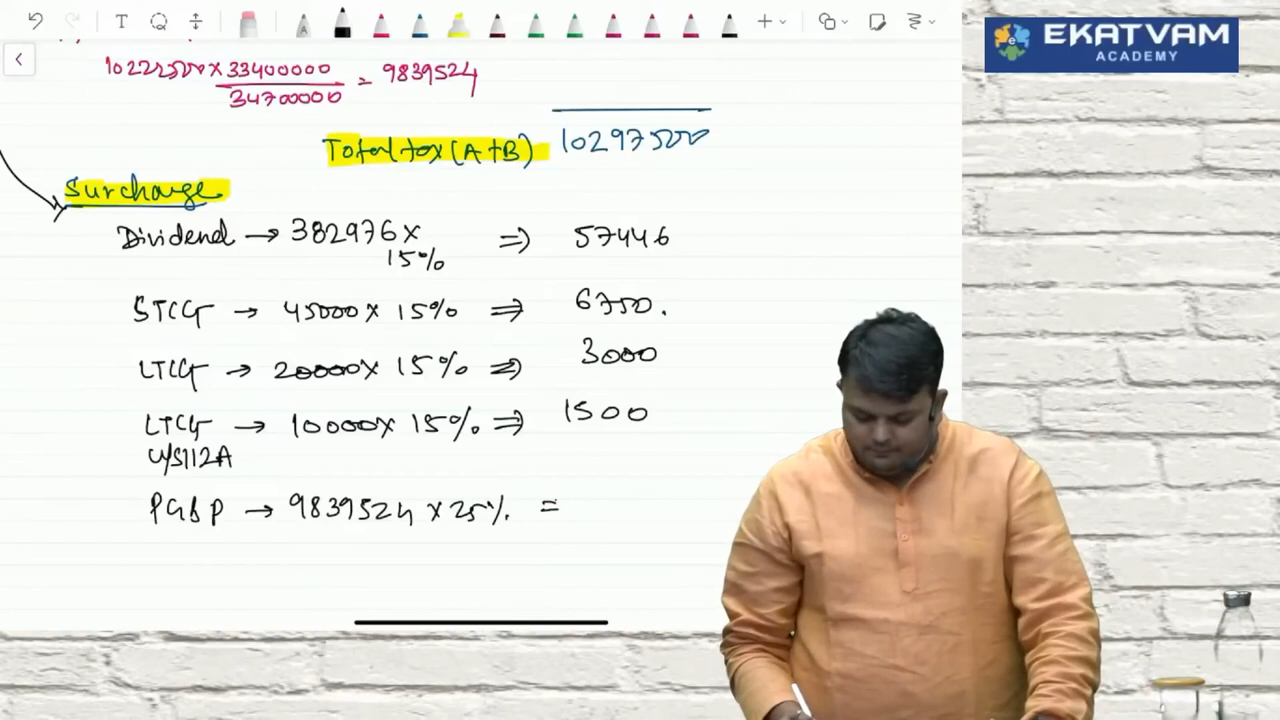 T
EKATVAM
ACADEMY
10222500 × 33400000 = 9839524
34700000
Total tax (A+B) 10297500
Surcharge
Dividend → 382976 × ⇒ 57446
15%
STCG → 45000 × 15% ⇒ 6750.
LTCG → 20000 × 15% ⇒ 3000
LTCG → 10000 × 15% ⇒ 1500
U/S112A
PGBP → 9839524 × 25% =